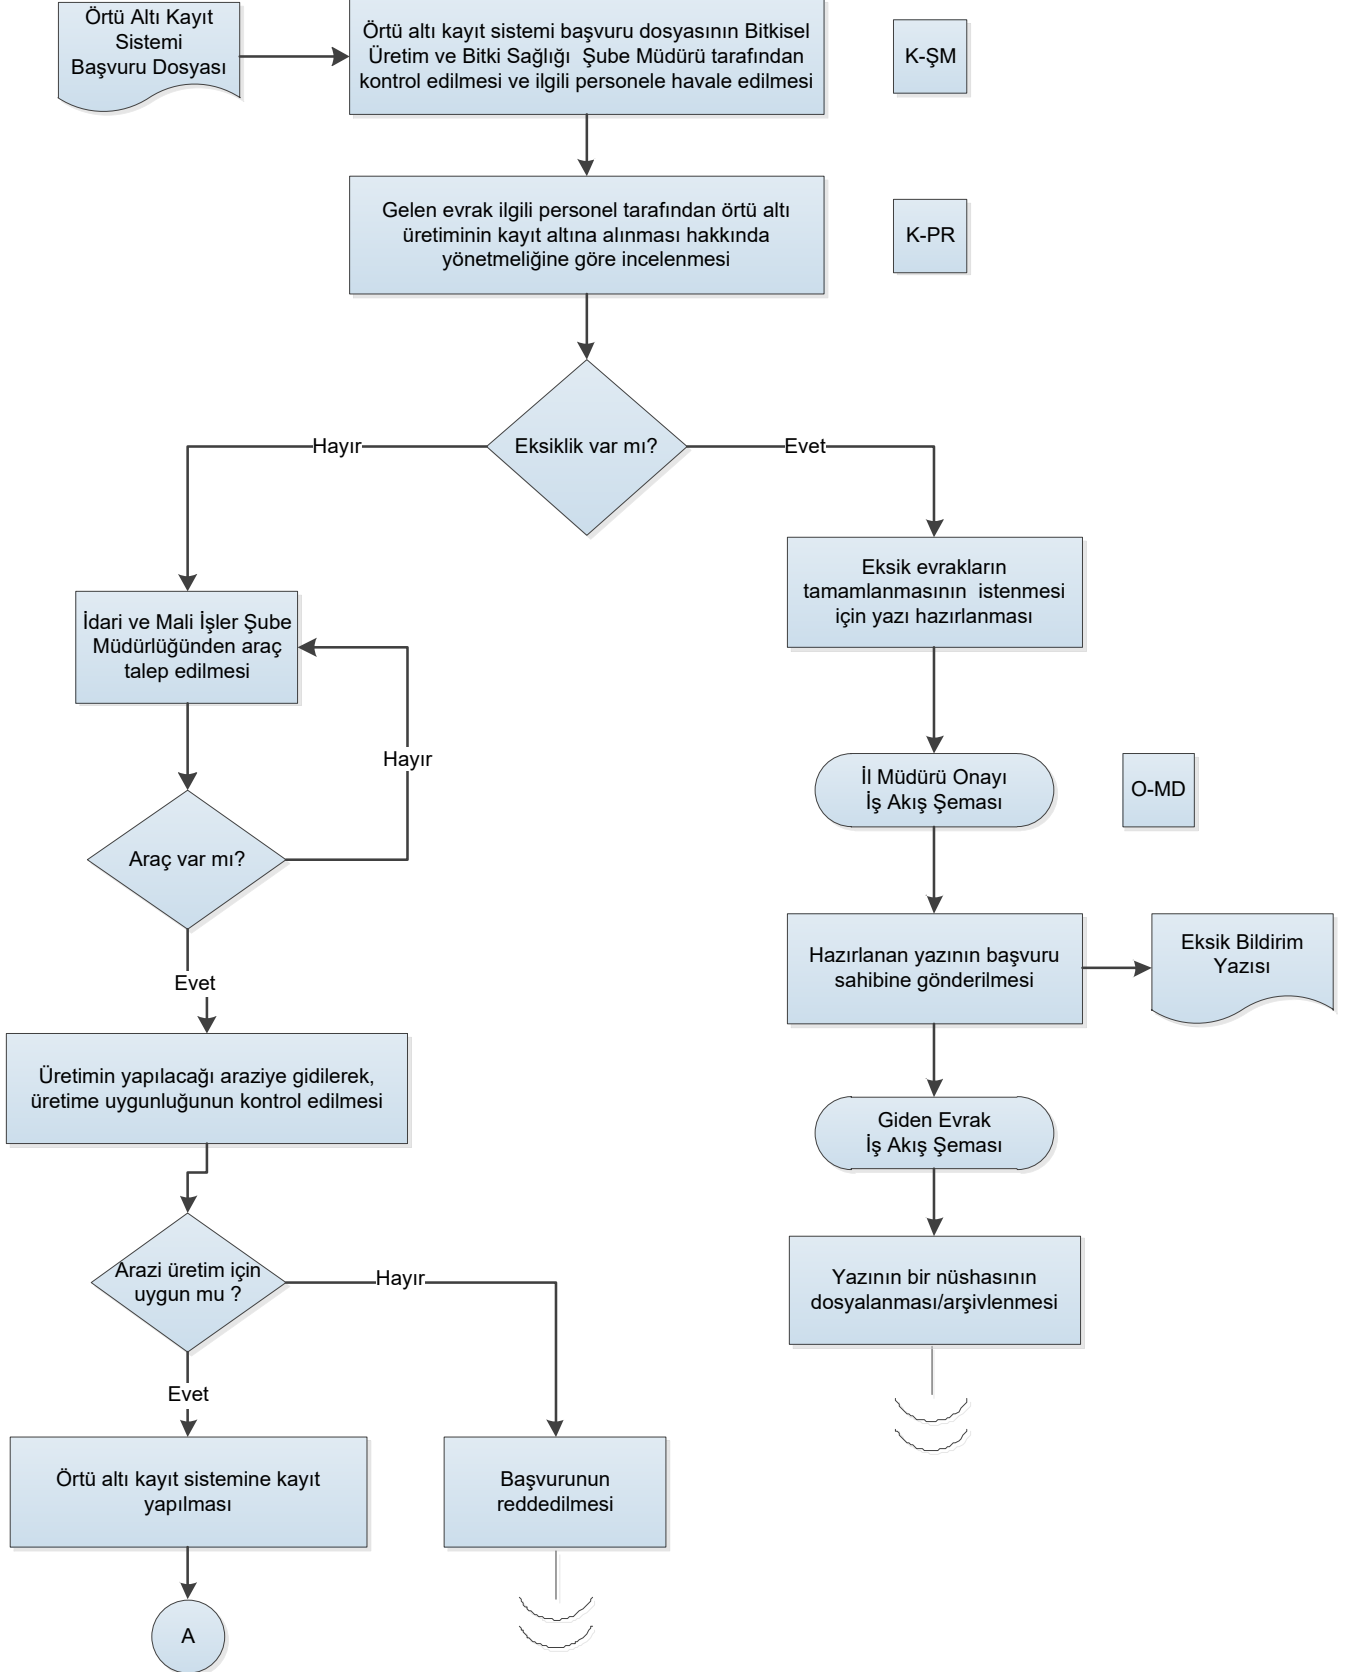 Örtü Altı Kayıt
Sistemi
Başvuru Dosyası
Örtü altı kayıt sistemi başvuru dosyasının Bitkisel
Üretim ve Bitki Sağlığı  Şube Müdürü tarafından
kontrol edilmesi ve ilgili personele havale edilmesi
K-ŞM
Gelen evrak ilgili personel tarafından örtü altı
üretiminin kayıt altına alınması hakkında
yönetmeliğine göre incelenmesi
K-PR
Eksiklik var mı?
Hayır
Evet
İdari ve Mali İşler Şube
Müdürlüğünden araç
talep edilmesi
Eksik evrakların
tamamlanmasının  istenmesi
için yazı hazırlanması
Hayır
Araç var mı?
İl Müdürü Onayı
İş Akış Şeması
O-MD
Evet
Hazırlanan yazının başvuru
sahibine gönderilmesi
Eksik Bildirim
Yazısı
Üretimin yapılacağı araziye gidilerek,
üretime uygunluğunun kontrol edilmesi
Giden Evrak
İş Akış Şeması
Arazi üretim için
uygun mu ?
Hayır
Yazının bir nüshasının
dosyalanması/arşivlenmesi
Evet
Örtü altı kayıt sistemine kayıt
yapılması
Başvurunun
reddedilmesi
A